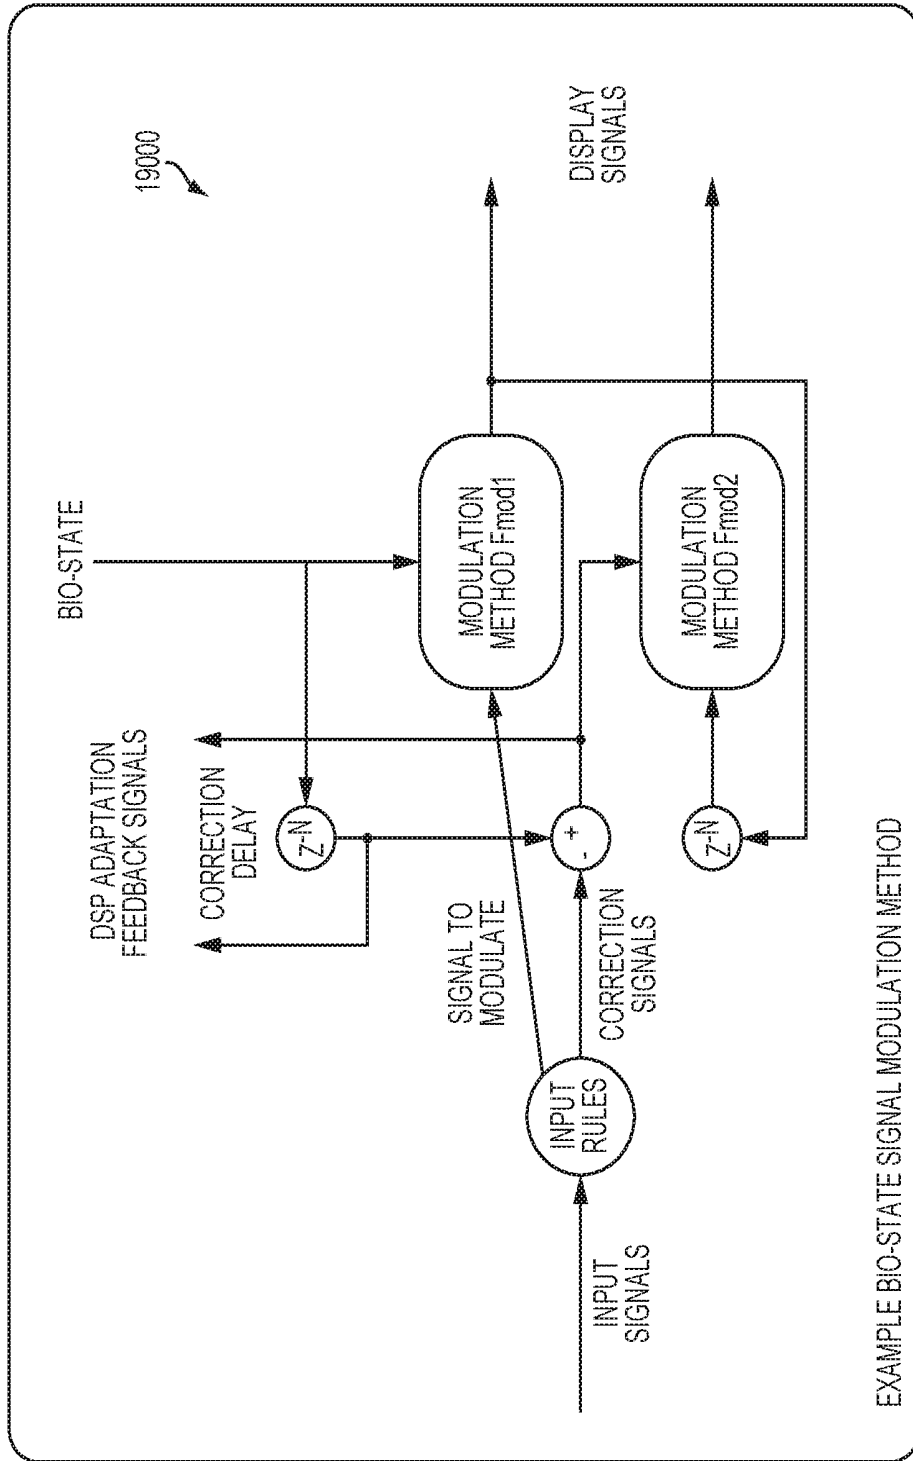 19000
BIO-STATE
DSP ADAPTATION
FEEDBACK SIGNALS
CORRECTION
DELAY
Z-N
SIGNAL TO
MODULATE
MODULATION
METHOD Fmod1
DISPLAY
SIGNALS
INPUT
SIGNALS
INPUT
RULES
CORRECTION
SIGNALS
- +
MODULATION
METHOD Fmod2
Z-N
EXAMPLE BIO-STATE SIGNAL MODULATION METHOD